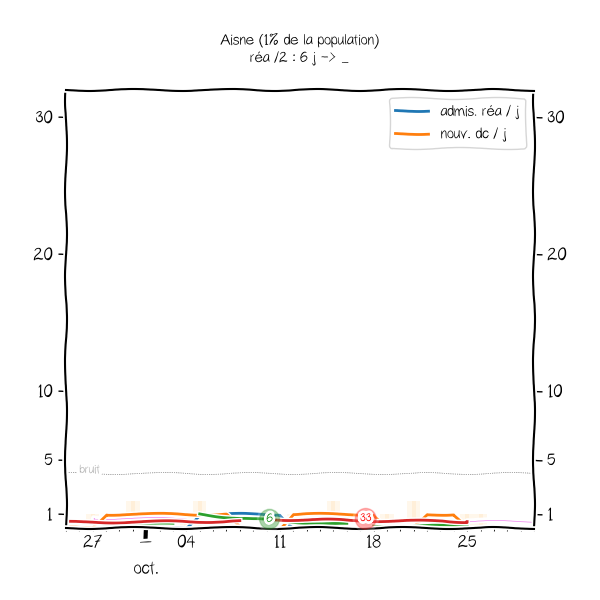 Aisne (1% de la population)
réa /2 : 6 j -> _
admis. réa / j
nouv. dc / j
30
30
20
20
10
10
5
5
bruit
1
1
6
33
27
04
11
18
25
oct.